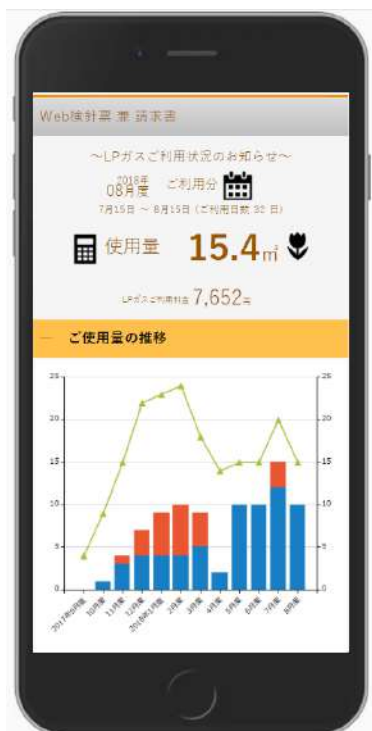 Web検針票 兼 請求書
～LPガスご利用状況のお知らせ～
2018年
08月度
ご利用分
7月15日 ～ 8月15日 (ご利用日数 32 日)
使用量 15.4㎥
LPガスご利用料金 7,652円
ー ご使用量の推移
25 25
20 20
15 15
10 10
5 5
0 0
2017年9月度 10月度 11月度 12月度 2018年1月度 2月度 3月度 4月度 5月度 6月度 7月度 8月度